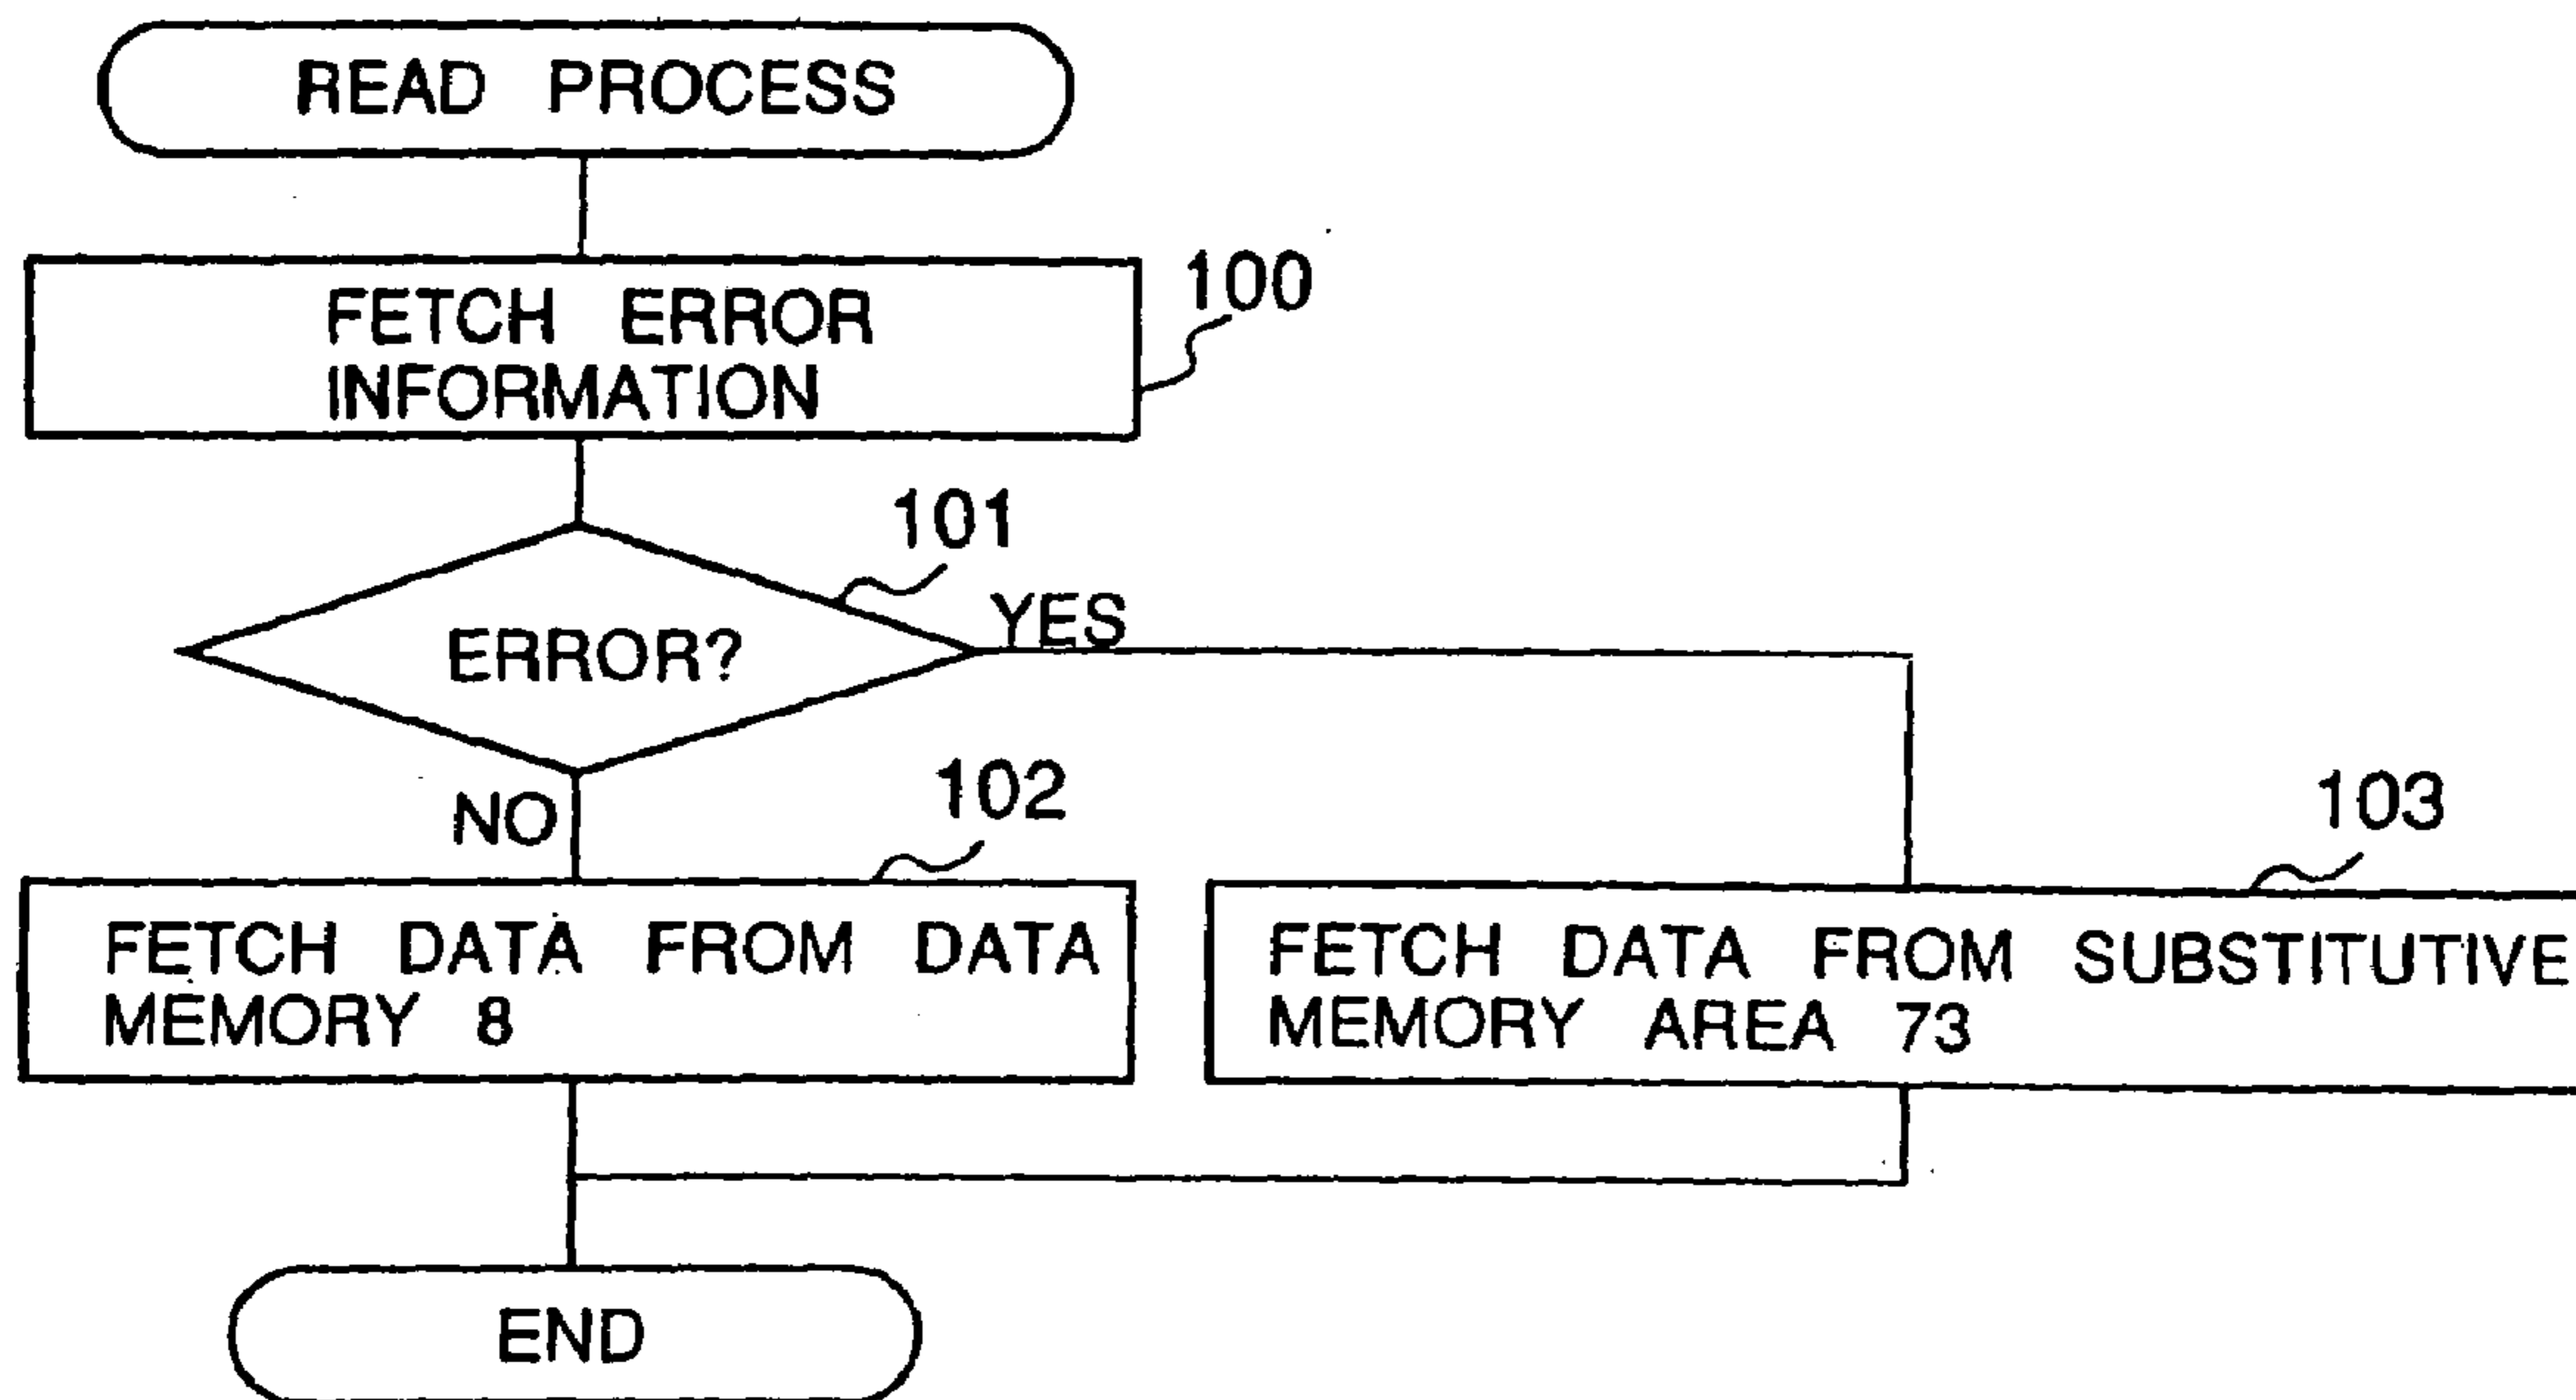 READ PROCESS
FETCH ERROR
INFORMATION
100
101
ERROR?
YES
NO
102
103
FETCH DATA FROM DATA
MEMORY 8
FETCH DATA FROM SUBSTITUTIVE
MEMORY AREA 73
END